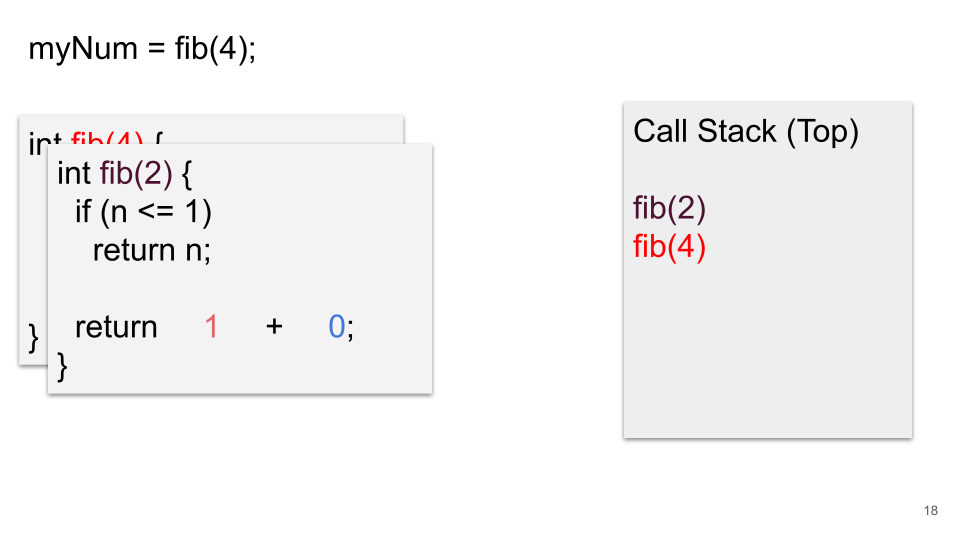 myNum = fib(4);
int fib(4) {
}
int fib(2) {
if (n <= 1)
return n;
return 1 + 0;
}
Call Stack (Top)
fib(2)
fib(4)
18